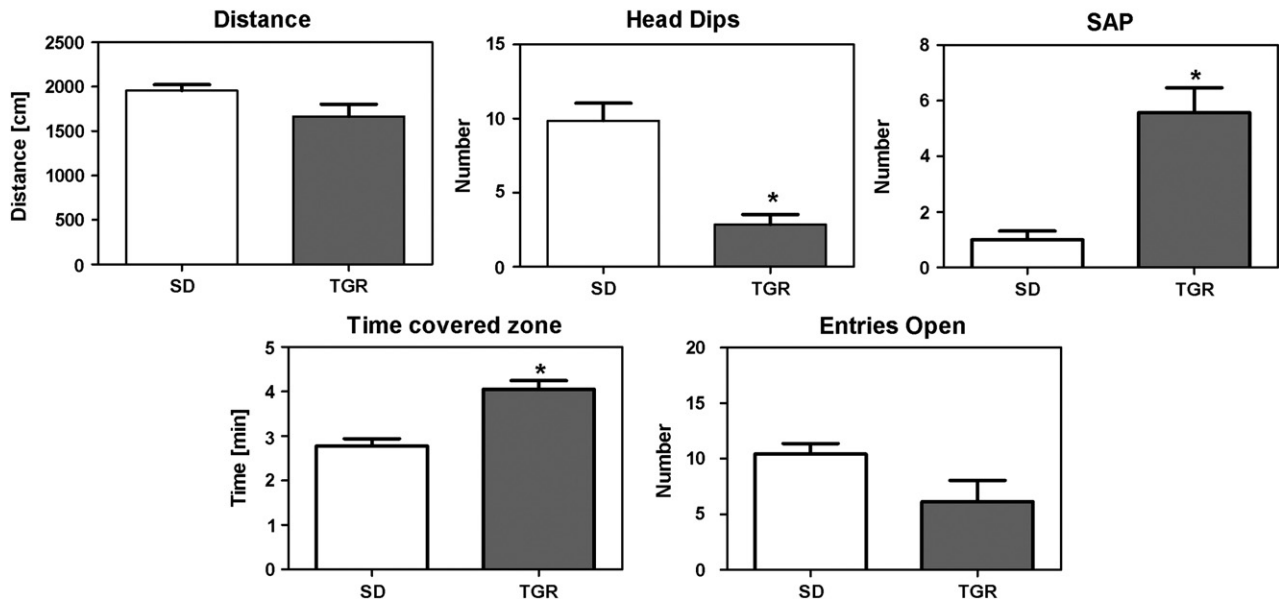 Distance
Distance [cm]
2500
2000
1500
1000
500
0
SD TGR
Head Dips
Number
15
10
5
0
*
SD TGR
SAP
Number
8
6
4
2
0
*
SD TGR
Time covered zone
Time [min]
5
4
3
2
1
0
*
SD TGR
Entries Open
Number
20
15
10
5
0
SD TGR